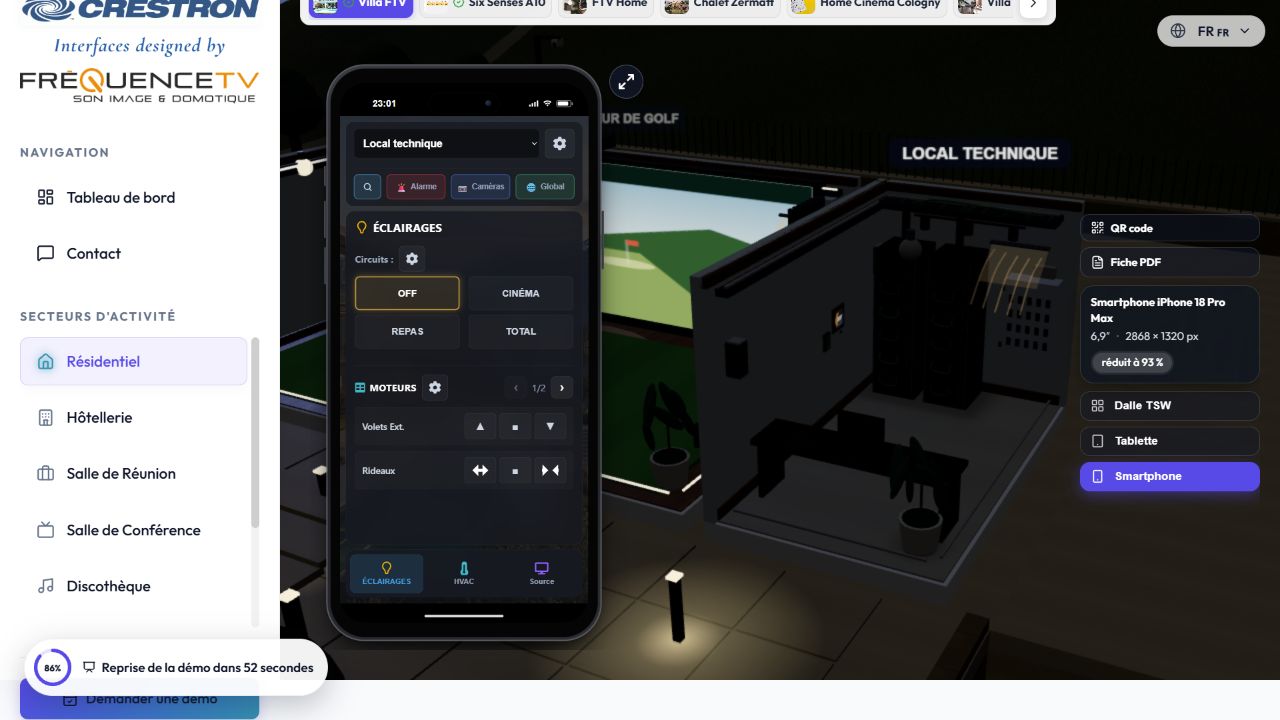 CRESTRON
Interfaces designed by
FRÉQUENCETV
SON IMAGE & DOMOTIQUE
NAVIGATION
Tableau de bord
Contact
SECTEURS D'ACTIVITÉ
Résidentiel
Hôtellerie
Salle de Réunion
Salle de Conférence
Discothèque
86%
Reprise de la démo dans 52 secondes
Demander une démo
Villa FTV
Six Senses A10
FTV Home
Chalet Zermatt
Home Cinema Cologny
Villa
FR FR
23:01
Local technique
Alarme
Caméras
Global
ÉCLAIRAGES
Circuits :
OFF
CINÉMA
REPAS
TOTAL
MOTEURS
1/2
Volets Ext.
Rideaux
ÉCLAIRAGES
HVAC
Source
UR DE GOLF
LOCAL TECHNIQUE
QR code
Fiche PDF
Smartphone iPhone 18 Pro
Max
6,9" · 2868 × 1320 px
réduit à 93 %
Dalle TSW
Tablette
Smartphone